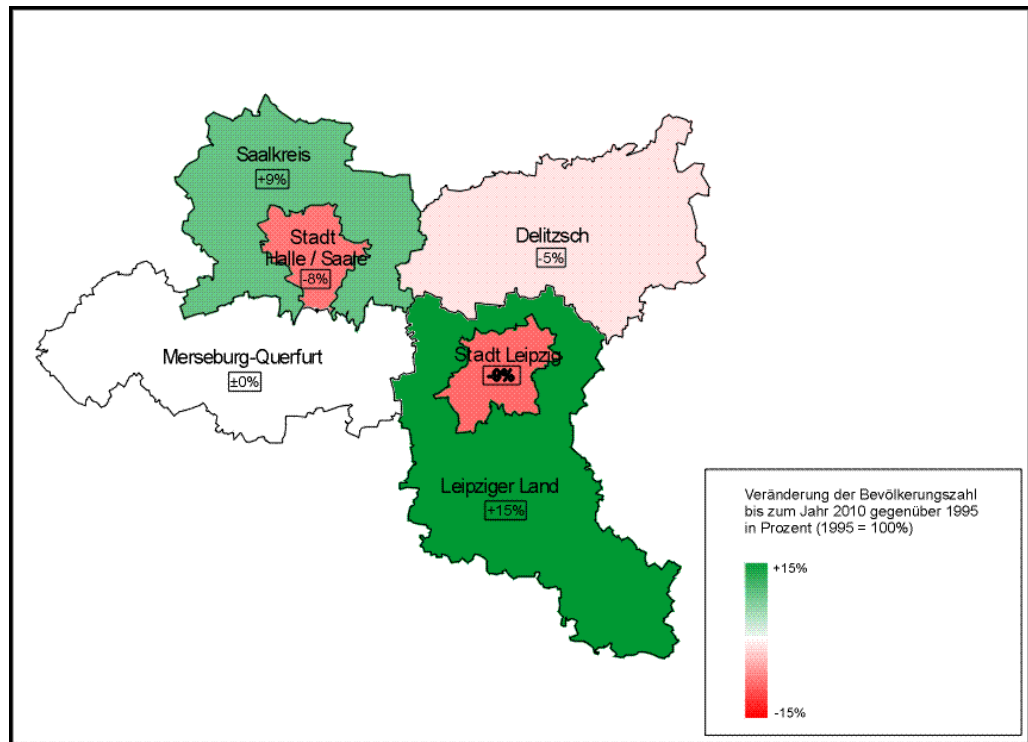 Saalkreis
+9%
Stadt
Halle / Saale
-8%
Delitzsch
-5%
Merseburg-Querfurt
±0%
Stadt Leipzig
Leipziger Land
+15%
Veränderung der Bevölkerungszahl
bis zum Jahr 2010 gegenüber 1995
in Prozent (1995 = 100%)
+15%
-15%